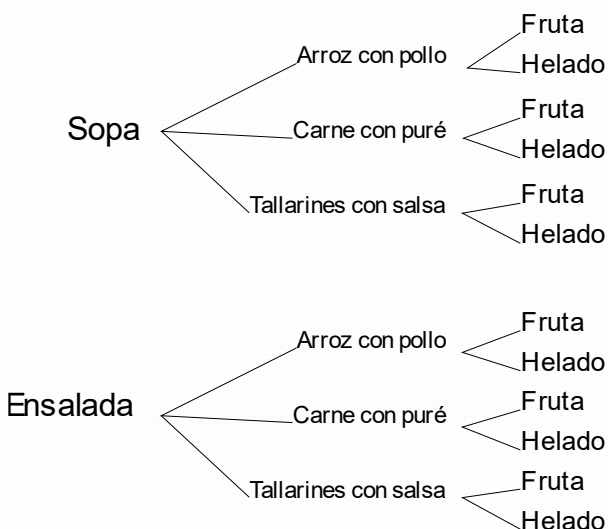 Sopa
Arroz con pollo
Fruta
Helado
Carne con puré
Fruta
Helado
Tallarines con salsa
Fruta
Helado
Ensalada
Arroz con pollo
Fruta
Helado
Carne con puré
Fruta
Helado
Tallarines con salsa
Fruta
Helado